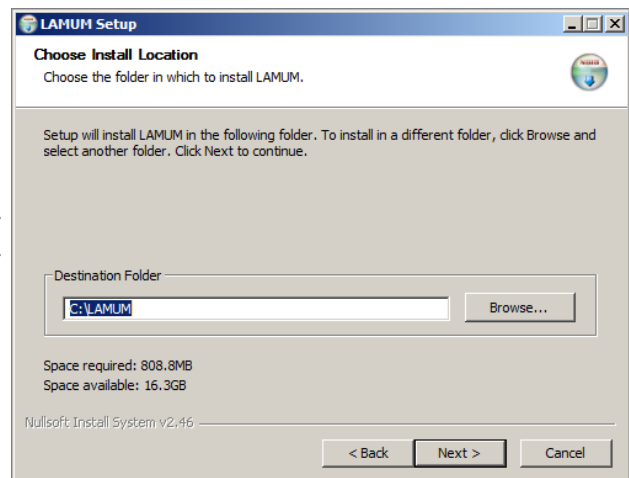 LAMUM Setup
Choose Install Location
Choose the folder in which to install LAMUM.
Setup will install LAMUM in the following folder. To install in a different folder, click Browse and
select another folder. Click Next to continue.
Destination Folder
C:\LAMUM
Browse...
Space required: 808.8MB
Space available: 16.3GB
Nullsoft Install System v2.46
< Back
Next >
Cancel